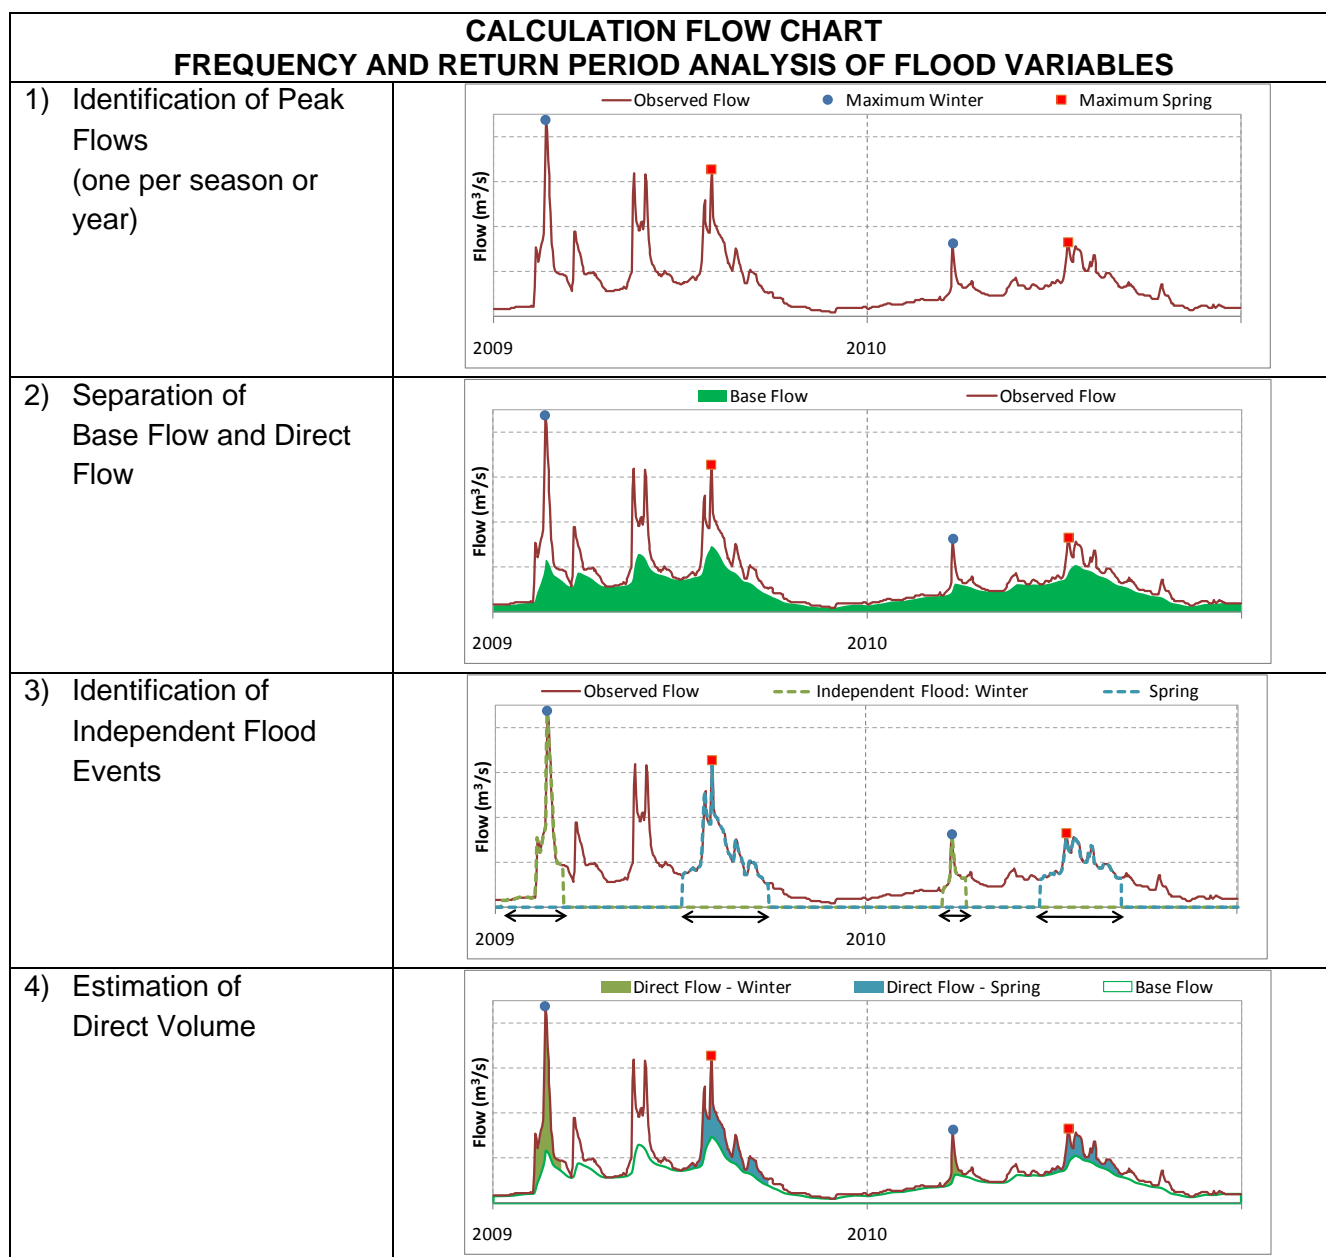 CALCULATION FLOW CHART
FREQUENCY AND RETURN PERIOD ANALYSIS OF FLOOD VARIABLES
1) Identification of Peak
Flows
(one per season or
year)
Observed Flow Maximum Winter Maximum Spring
Flow (m³/s)
2009 2010
2) Separation of
Base Flow and Direct
Flow
Base Flow Observed Flow
Flow (m³/s)
2009 2010
3) Identification of
Independent Flood
Events
Observed Flow Independent Flood: Winter Spring
Flow (m³/s)
2009 2010
4) Estimation of
Direct Volume
Direct Flow - Winter Direct Flow - Spring Base Flow
Flow (m³/s)
2009 2010